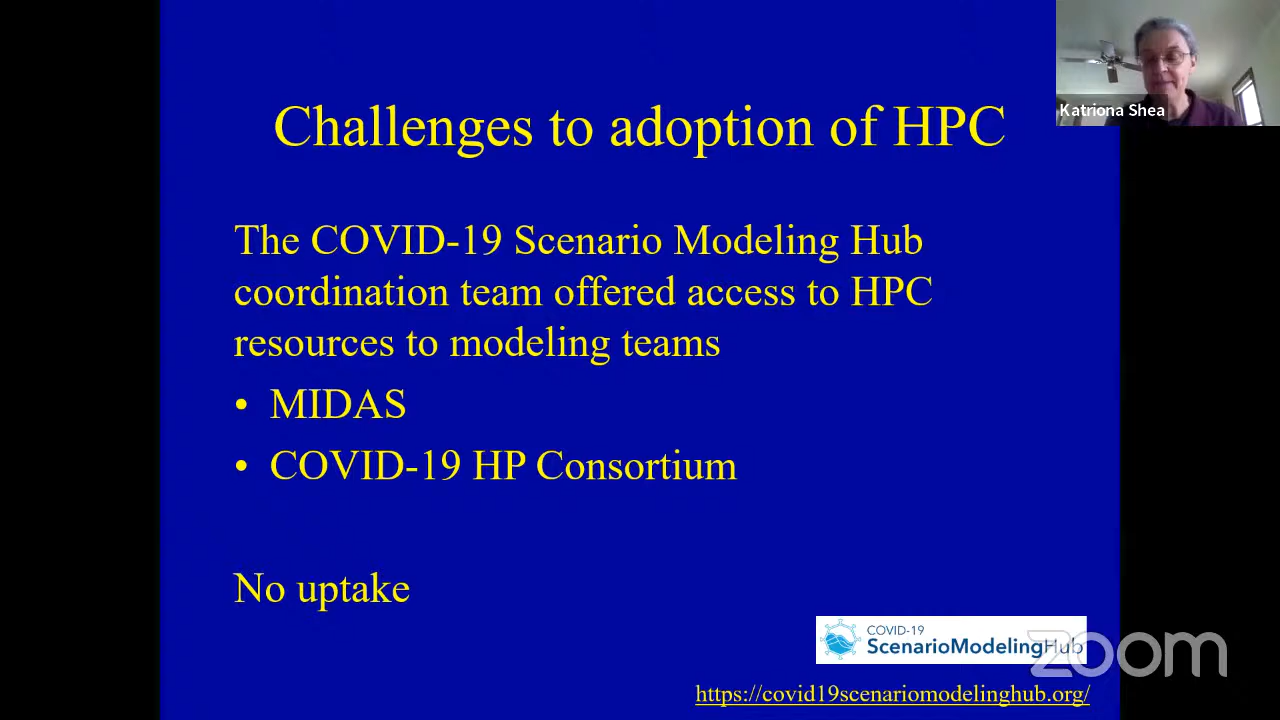 Katriona Shea
Challenges to adoption of HPC
The COVID-19 Scenario Modeling Hub
coordination team offered access to HPC
resources to modeling teams
• MIDAS
• COVID-19 HP Consortium
No uptake
COVID-19
ScenarioModelingHub
zoom
https://covid19scenariomodelinghub.org/